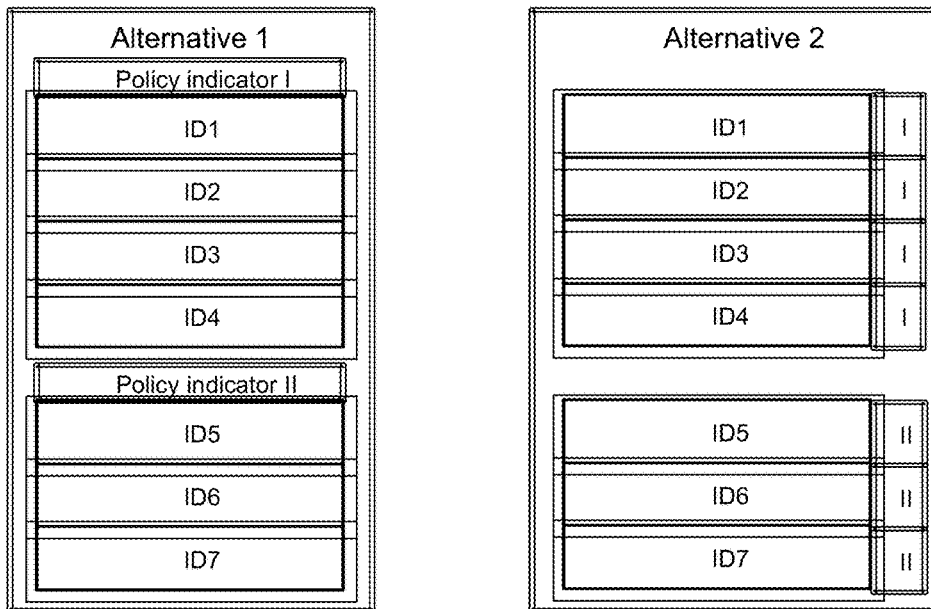 Alternative 1
Policy indicator I
ID1
ID2
ID3
ID4
Policy indicator II
ID5
ID6
ID7
Alternative 2
ID1 I
ID2 I
ID3 I
ID4 I
ID5 II
ID6 II
ID7 II